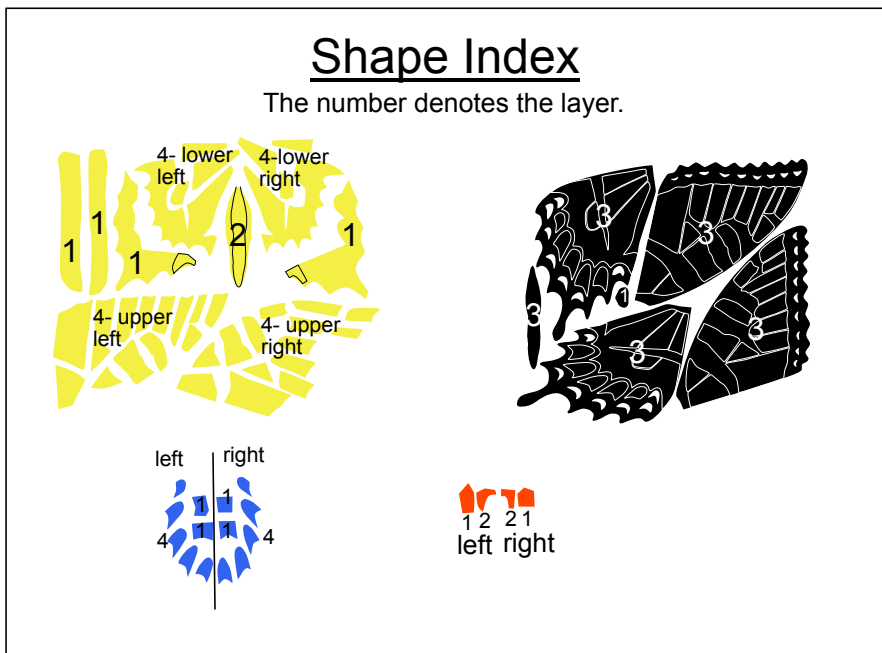 Shape Index
The number denotes the layer.
4- lower
left
4-lower
right
1
1
1
2
1
4- upper
left
4- upper
right
3
3
1
3
3
3
left
right
1
1
1
1
4
4
1 2 2 1
left right